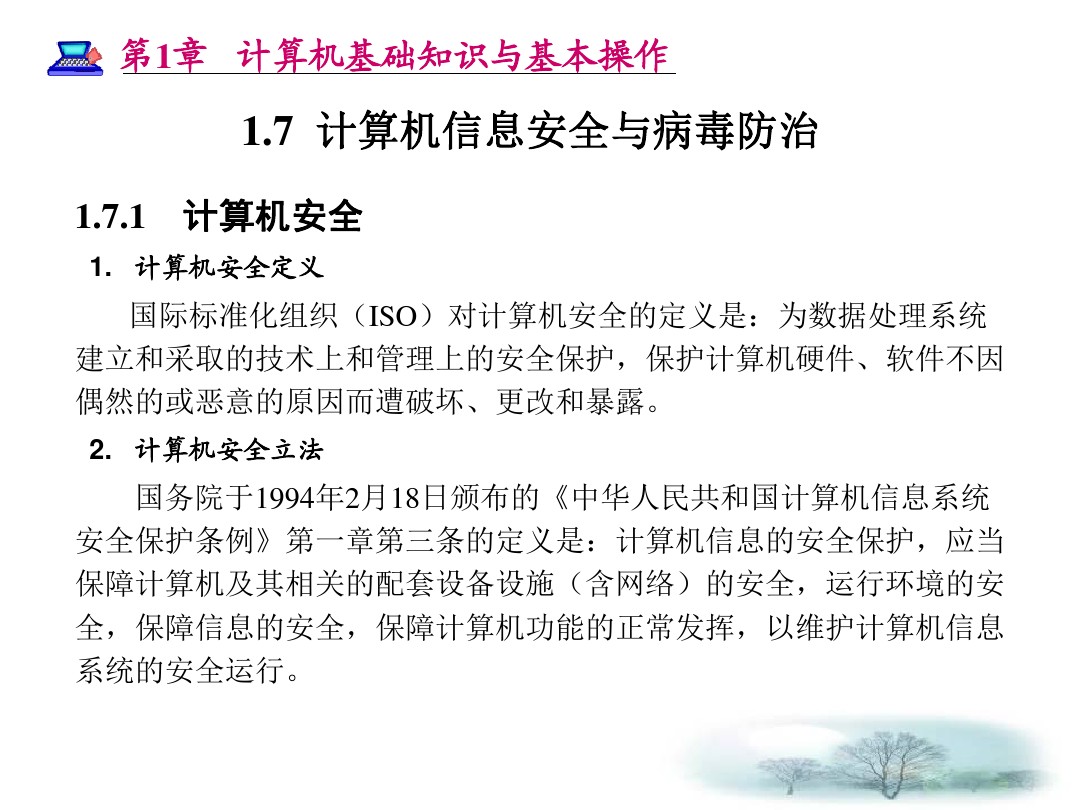 第1章 计算机基础知识与基本操作
1.7 计算机信息安全与病毒防治
1.7.1 计算机安全
1. 计算机安全定义
国际标准化组织（ISO）对计算机安全的定义是：为数据处理系统
建立和采取的技术上和管理上的安全保护，保护计算机硬件、软件不因
偶然的或恶意的原因而遭破坏、更改和暴露。
2. 计算机安全立法
国务院于1994年2月18日颁布的《中华人民共和国计算机信息系统
安全保护条例》第一章第三条的定义是：计算机信息的安全保护，应当
保障计算机及其相关的配套设备设施（含网络）的安全，运行环境的安
全，保障信息的安全，保障计算机功能的正常发挥，以维护计算机信息
系统的安全运行。